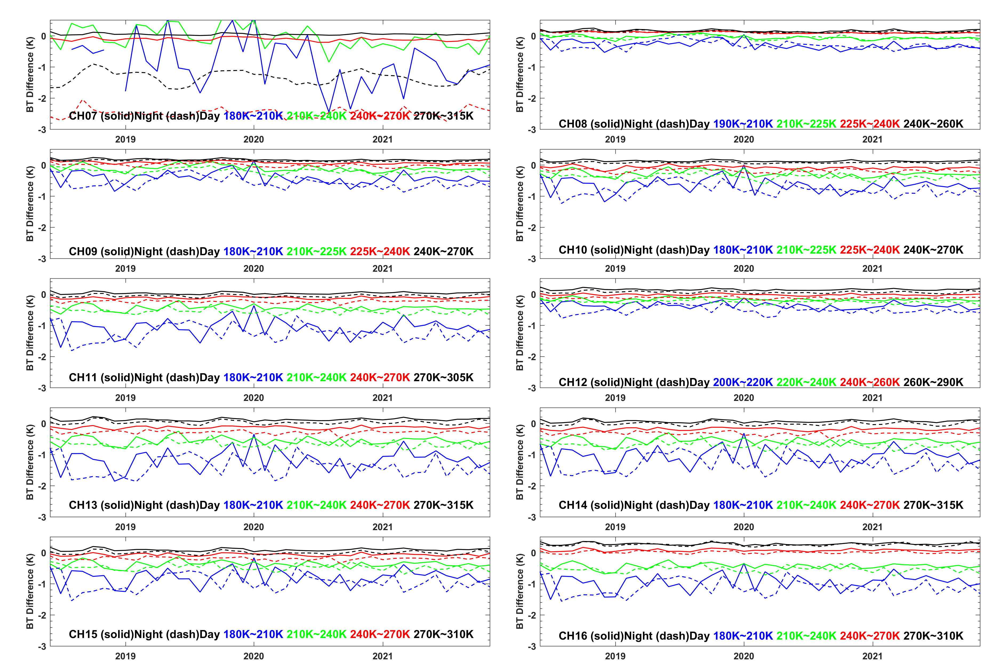 BT Difference (K)
0
-1
-2
-3
CH07 (solid)Night (dash)Day 180K~210K 210K~240K 240K~270K 270K~315K
2019 2020 2021
BT Difference (K)
0
-1
-2
-3
CH08 (solid)Night (dash)Day 190K~210K 210K~225K 225K~240K 240K~260K
2019 2020 2021
BT Difference (K)
0
-1
-2
-3
CH09 (solid)Night (dash)Day 180K~210K 210K~225K 225K~240K 240K~270K
2019 2020 2021
BT Difference (K)
0
-1
-2
-3
CH10 (solid)Night (dash)Day 180K~210K 210K~225K 225K~240K 240K~270K
2019 2020 2021
BT Difference (K)
0
-1
-2
-3
CH11 (solid)Night (dash)Day 180K~210K 210K~240K 240K~270K 270K~305K
2019 2020 2021
BT Difference (K)
0
-1
-2
-3
CH12 (solid)Night (dash)Day 200K~220K 220K~240K 240K~260K 260K~290K
2019 2020 2021
BT Difference (K)
0
-1
-2
-3
CH13 (solid)Night (dash)Day 180K~210K 210K~240K 240K~270K 270K~315K
2019 2020 2021
BT Difference (K)
0
-1
-2
-3
CH14 (solid)Night (dash)Day 180K~210K 210K~240K 240K~270K 270K~315K
2019 2020 2021
BT Difference (K)
0
-1
-2
-3
CH15 (solid)Night (dash)Day 180K~210K 210K~240K 240K~270K 270K~310K
2019 2020 2021
BT Difference (K)
0
-1
-2
-3
CH16 (solid)Night (dash)Day 180K~210K 210K~240K 240K~270K 270K~310K
2019 2020 2021